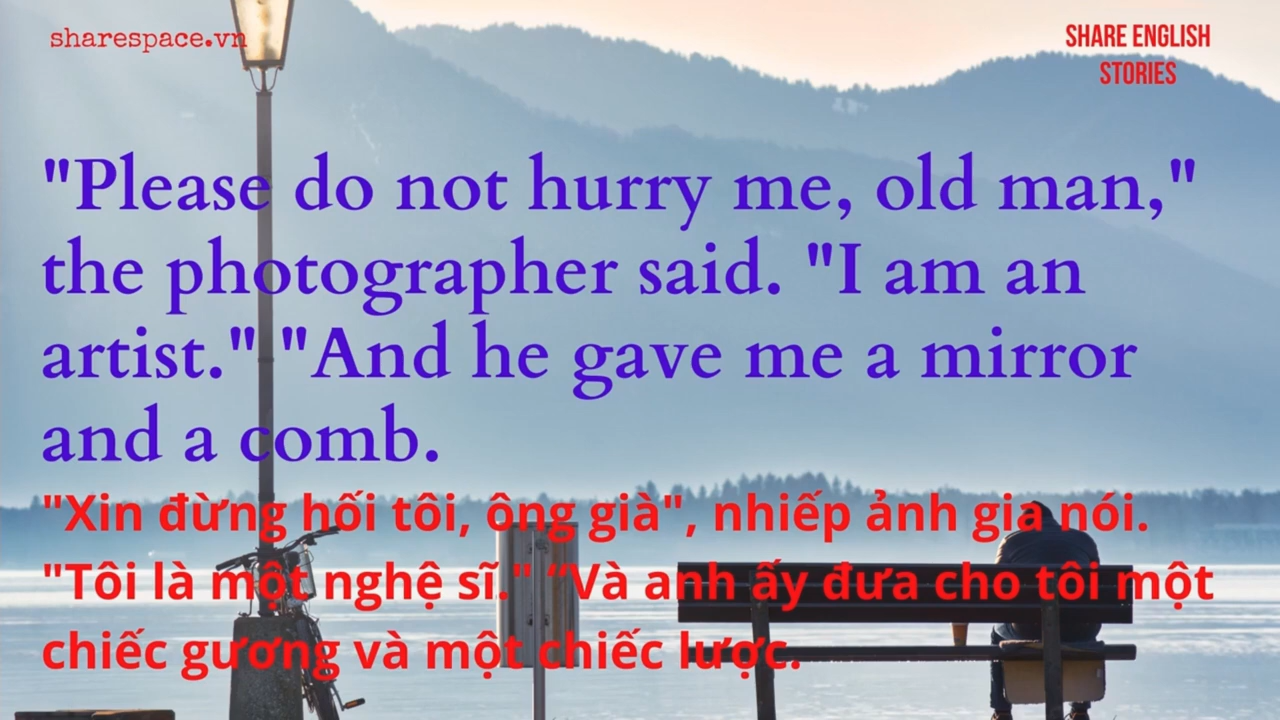 sharespace.vn
SHARE ENGLISH
STORIES
"Please do not hurry me, old man,"
the photographer said. "I am an
artist." "And he gave me a mirror
and a comb.
"Xin đừng hối tôi, ông già", nhiếp ảnh gia nói.
"Tôi là một nghệ sĩ." “Và anh ấy đưa cho tôi một
chiếc gương và một chiếc lược.